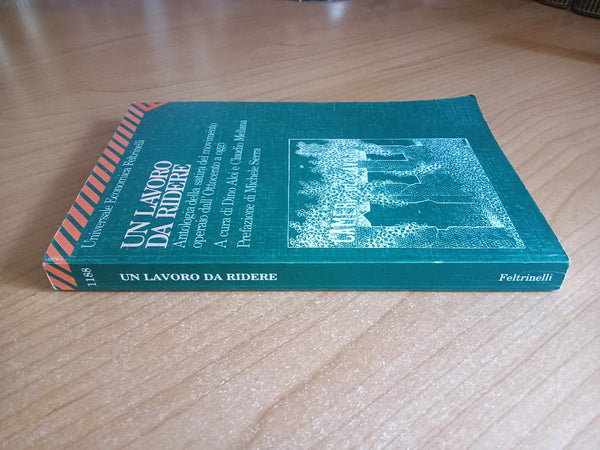 Universale Economica Feltrinelli
UN LAVORO
DA RIDERE
Antologia della satira del movimento
operaio dall'Ottocento a oggi
A cura di Dino Aloi e Claudio Mellana
Prefazione di Michele Serra
1188
UN LAVORO DA RIDERE
Feltrinelli